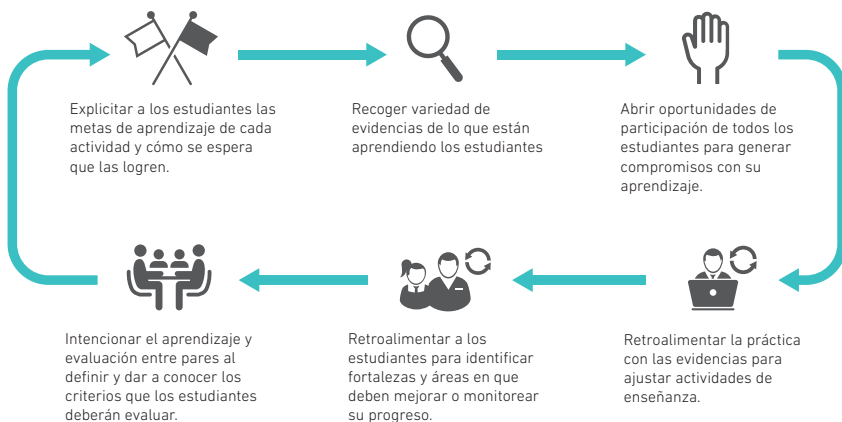 Explicitar a los estudiantes las
metas de aprendizaje de cada
actividad y cómo se espera
que las logren.
Recoger variedad de
evidencias de lo que están
aprendiendo los estudiantes
Abrir oportunidades de
participación de todos los
estudiantes para generar
compromisos con su
aprendizaje.
Intencionar el aprendizaje y
evaluación entre pares al
definir y dar a conocer los
criterios que los estudiantes
deberán evaluar.
Retroalimentar a los
estudiantes para identificar
fortalezas y áreas en que
deben mejorar o monitorear
su progreso.
Retroalimentar la práctica
con las evidencias para
ajustar actividades de
enseñanza.